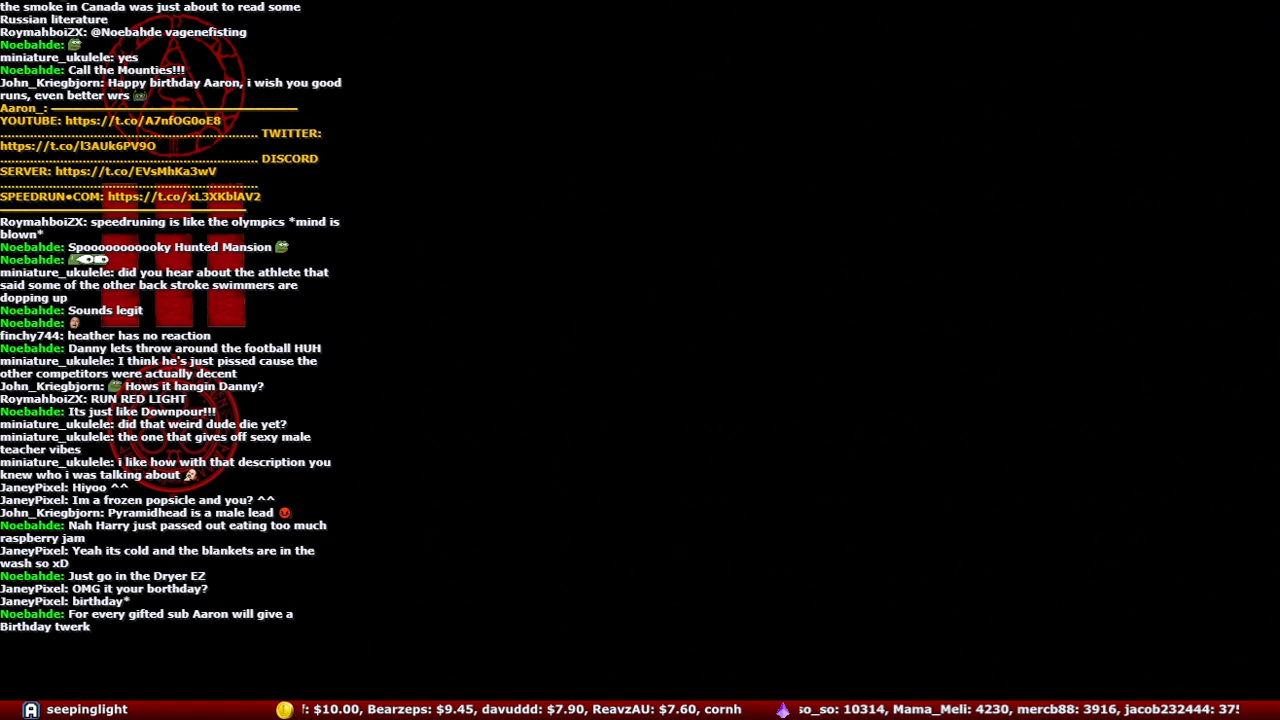 the smoke in Canada was just about to read some
Russian literature
RoymahboiZX: @Noebahde vagenefisting
Noebahde:
miniature_ukulele: yes
Noebahde: Call the Mounties!!!
John_Kriegbjorn: Happy birthday Aaron, i wish you good
runs, even better wrs
Aaron_: ────────────────────────────
YOUTUBE: https://t.co/A7nfOG0oE8
.................................................................. TWITTER:
https://t.co/l3AUk6PV9O
.................................................................. DISCORD
SERVER: https://t.co/EVsMhKa3wV
..................................................................
SPEEDRUN●COM: https://t.co/xL3XKblAV2
────────────────────────────
RoymahboiZX: speedruning is like the olympics *mind is
blown*
Noebahde: Spoooooooooky Hunted Mansion
Noebahde:
miniature_ukulele: did you hear about the athlete that
said some of the other back stroke swimmers are
dopping up
Noebahde: Sounds legit
Noebahde:
finchy744: heather has no reaction
Noebahde: Danny lets throw around the football HUH
miniature_ukulele: I think he's just pissed cause the
other competitors were actually decent
John_Kriegbjorn: Hows it hangin Danny?
RoymahboiZX: RUN RED LIGHT
Noebahde: Its just like Downpour!!!
miniature_ukulele: did that weird dude die yet?
miniature_ukulele: the one that gives off sexy male
teacher vibes
miniature_ukulele: i like how with that description you
knew who i was talking about
JaneyPixel: Hiyoo ^^
JaneyPixel: Im a frozen popsicle and you? ^^
John_Kriegbjorn: Pyramidhead is a male lead
Noebahde: Nah Harry just passed out eating too much
raspberry jam
JaneyPixel: Yeah its cold and the blankets are in the
wash so xD
Noebahde: Just go in the Dryer EZ
JaneyPixel: OMG it your borthday?
JaneyPixel: birthday*
Noebahde: For every gifted sub Aaron will give a
Birthday twerk
seepinglight !: $10.00, Bearzeps: $9.45, davuddd: $7.90, ReavzAU: $7.60, cornh so_so: 10314, Mama_Meli: 4230, mercb88: 3916, jacob232444: 375